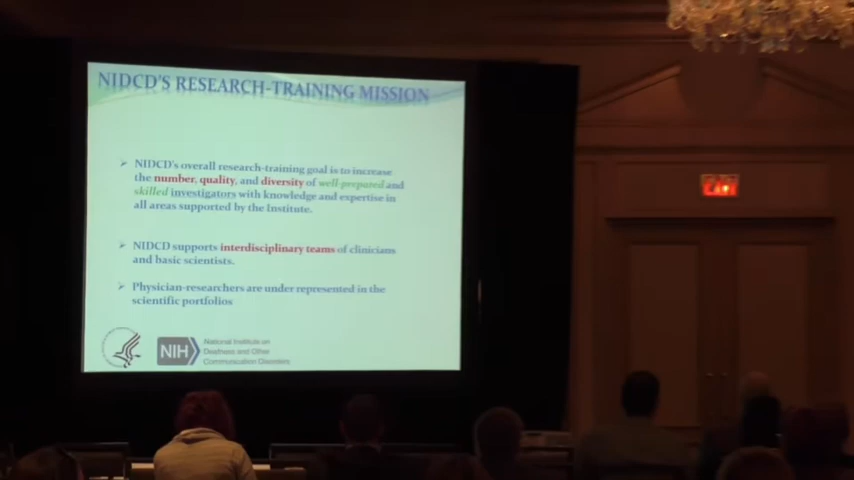 NIDCD'S RESEARCH-TRAINING MISSION
NIDCD's overall research-training goal is to increase
the number, quality, and diversity of well-prepared and
skilled investigators with knowledge and expertise in
all areas supported by the Institute.
NIDCD supports interdisciplinary teams of clinicians
and basic scientists.
Physician-researchers are under represented in the
scientific portfolios
NIH
National Institute on
Deafness and Other
Communication Disorders
EXIT